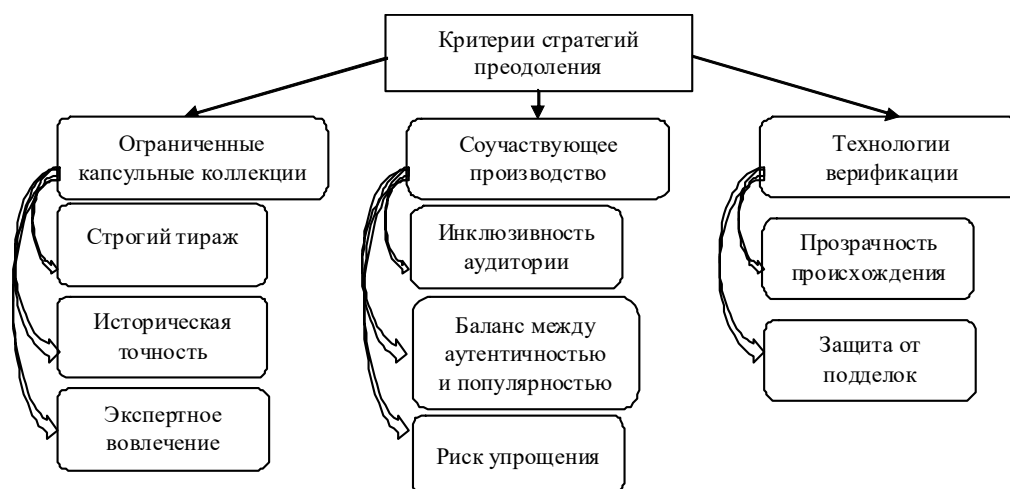 Критерии стратегий
преодоления
Ограниченные
капсульные коллекции
Строгий тираж
Историческая
точность
Экспертное
вовлечение
Соучаствующее
производство
Инклюзивность
аудитории
Баланс между
аутентичностью
и популярностью
Риск упрощения
Технологии
верификации
Прозрачность
происхождения
Защита от
подделок